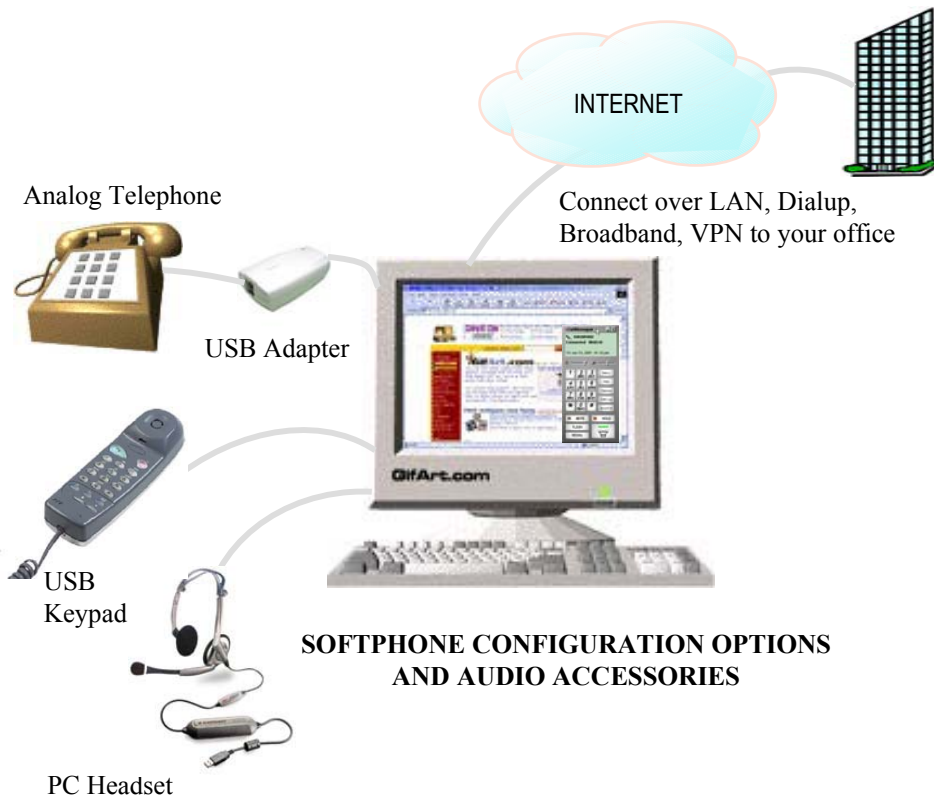 INTERNET
Connect over LAN, Dialup,
Broadband, VPN to your office
Analog Telephone
USB Adapter
GifArt.com
USB
Keypad
SOFTPHONE CONFIGURATION OPTIONS
AND AUDIO ACCESSORIES
PC Headset